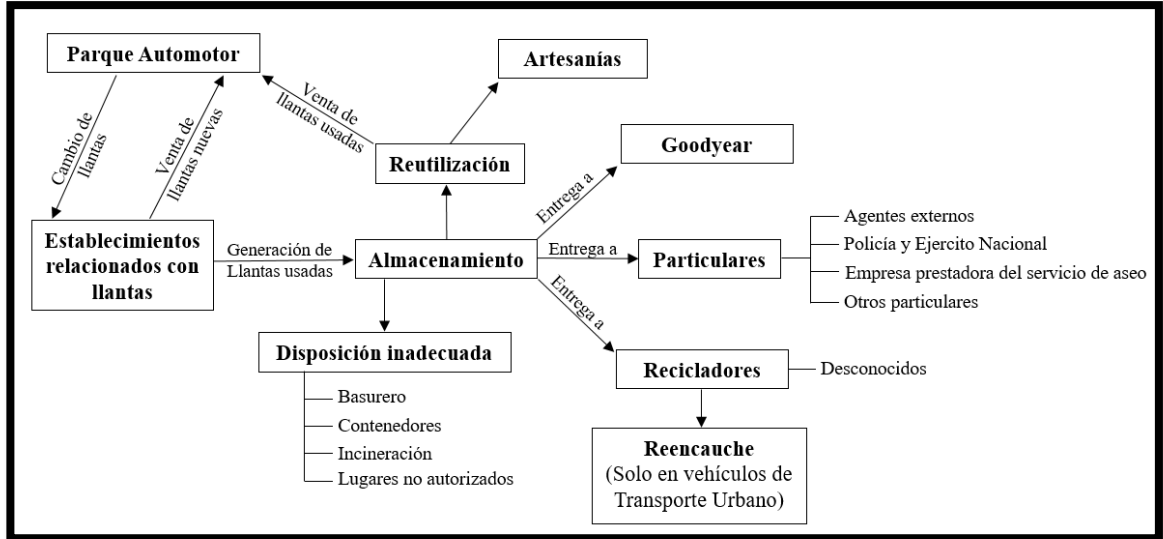 Parque Automotor
Artesanías
Cambio de
llantas
Venta de
llantas nuevas
Venta de
llantas usadas
Reutilización
Goodyear
Establecimientos
relacionados con
llantas
Generación de
Llantas usadas
Almacenamiento
Entrega a
Entrega a
Entrega a
Particulares
Agentes externos
Policía y Ejercito Nacional
Empresa prestadora del servicio de aseo
Otros particulares
Disposición inadecuada
Basurero
Contenedores
Incineración
Lugares no autorizados
Recicladores
Desconocidos
Reencauche
(Solo en vehículos de
Transporte Urbano)